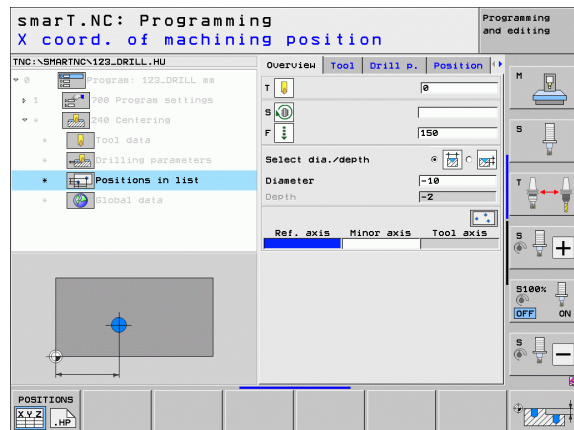 smarT.NC: Programming
X coord. of machining position
Programming
and editing
TNC:\SMARTNC\123_DRILL.HU
0 Program: 123_DRILL mm
1 700 Program settings
240 Centering
Tool data
Drilling parameters
* Positions in list
Global data
Overview Tool Drill p. Position
T 0
S
F 150
Select dia./depth
Diameter -10
Depth -2
Ref. axis Minor axis Tool axis
M
S
T
S
S100%
OFF ON
S
POSITIONS
XYZ .HP